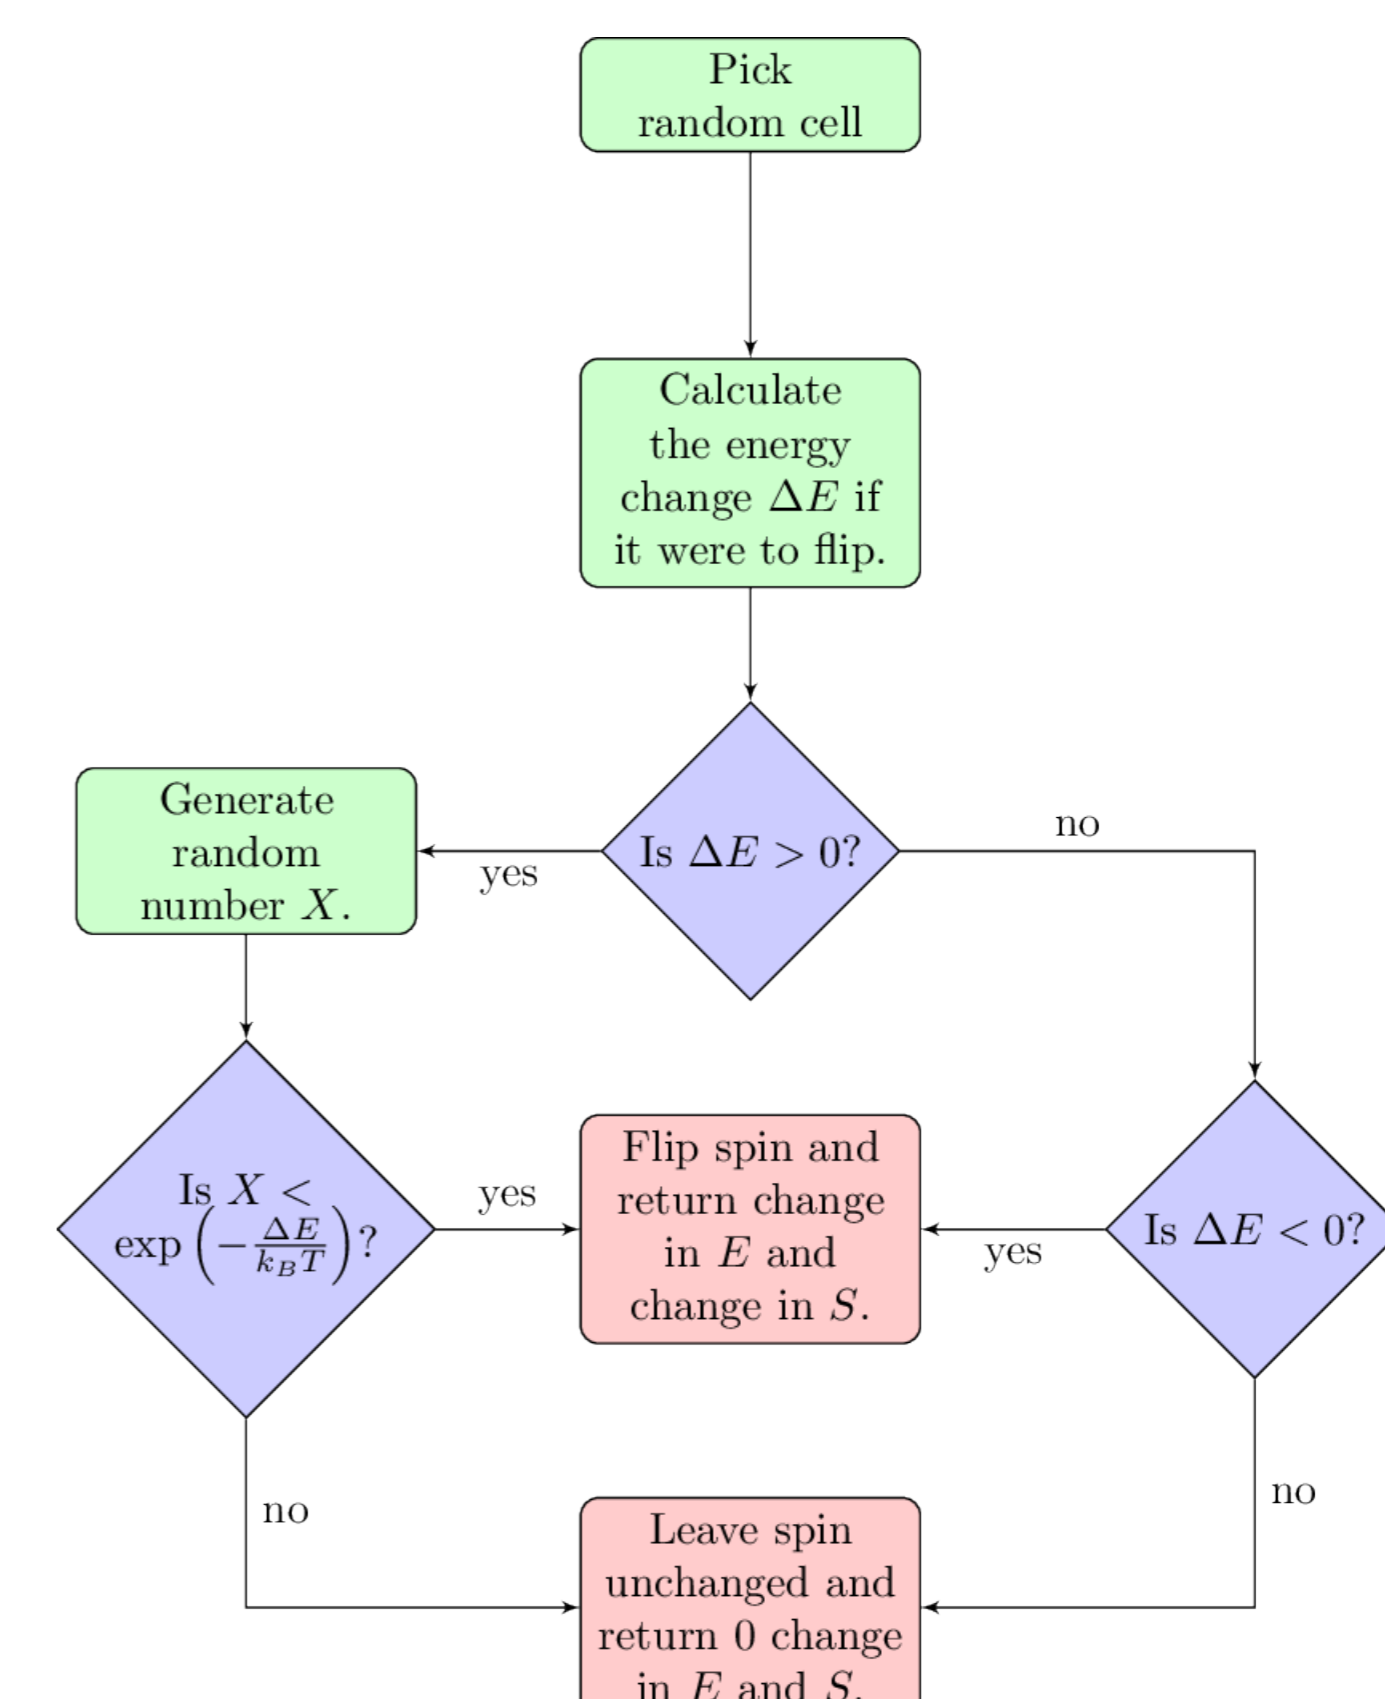 Pick
random cell
Calculate
the energy
change ΔE if
it were to flip.
Generate
random
number X.
yes
Is ΔE > 0?
no
Is X <
exp(−ΔE/k_BT)?
yes
Flip spin and
return change
in E and
change in S.
yes
Is ΔE < 0?
no
Leave spin
unchanged and
return 0 change
in E and S.
no